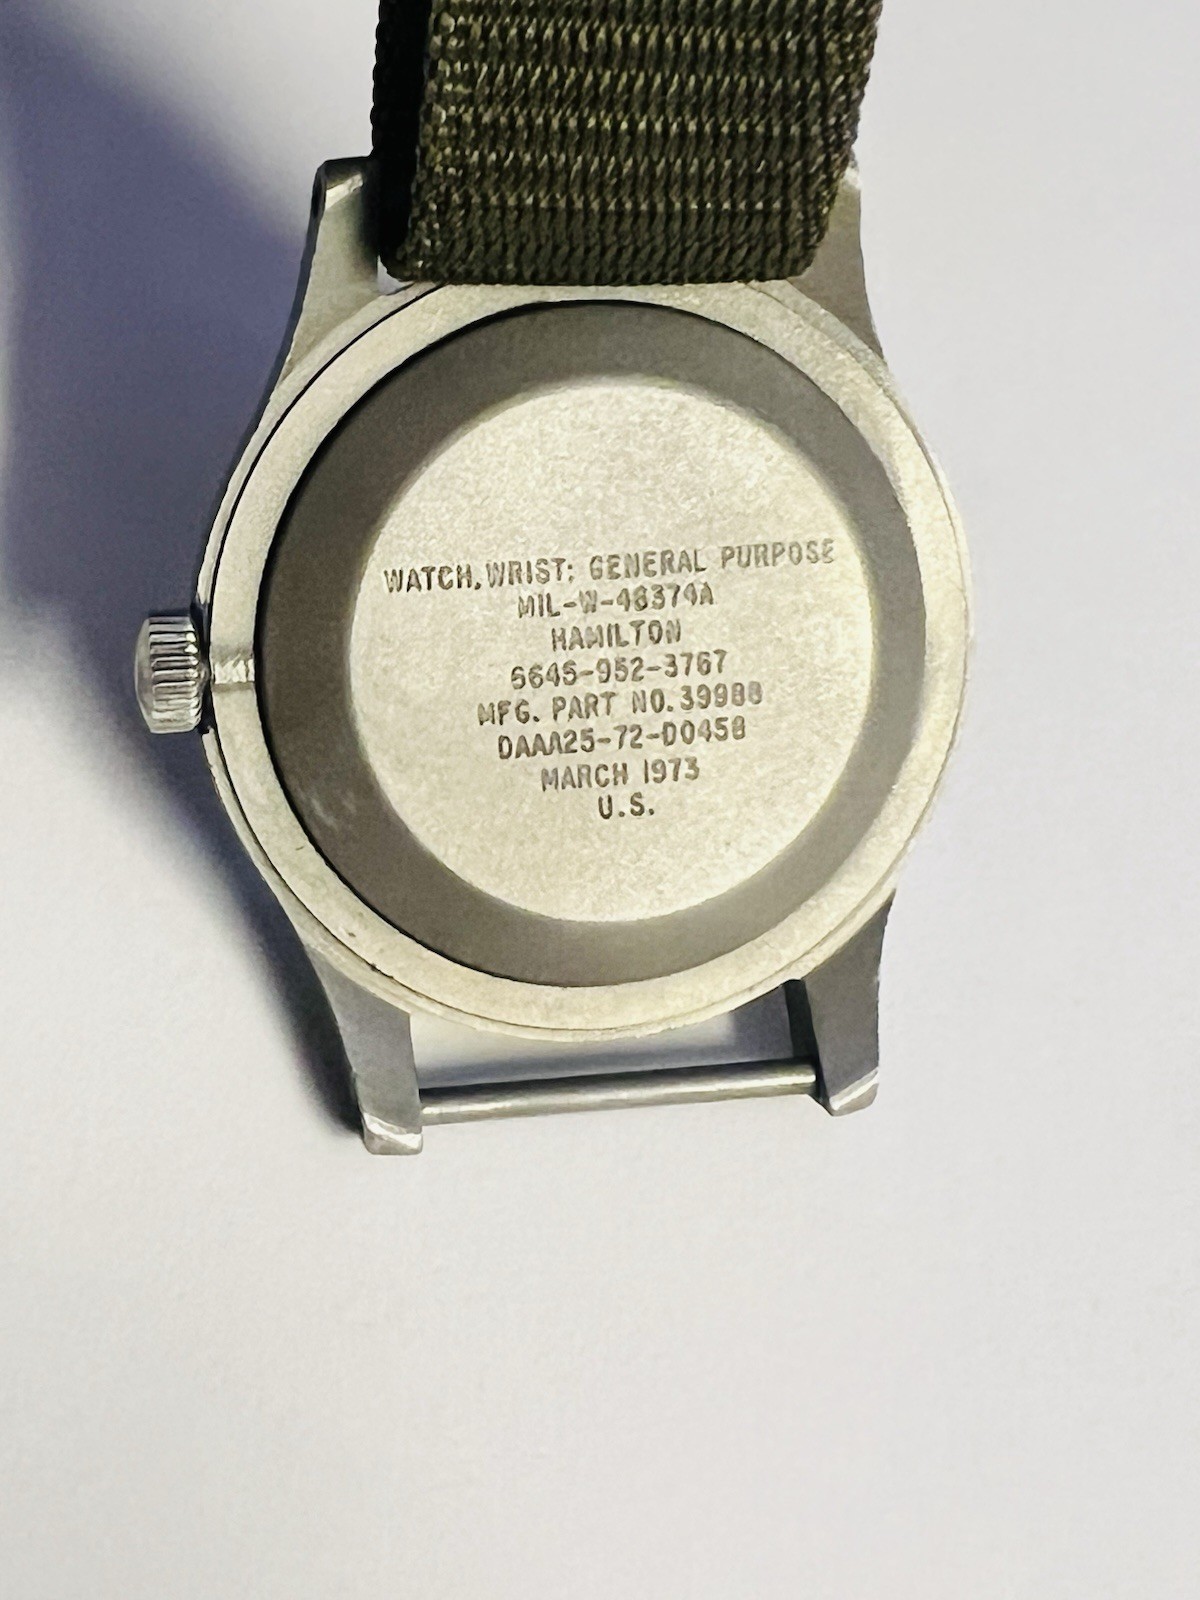 WATCH, WRIST: GENERAL PURPOSE
MIL-W-46374A
HAMILTON
6645-952-3767
MFG. PART NO. 39988
DAAA25-72-D0458
MARCH 1973
U.S.